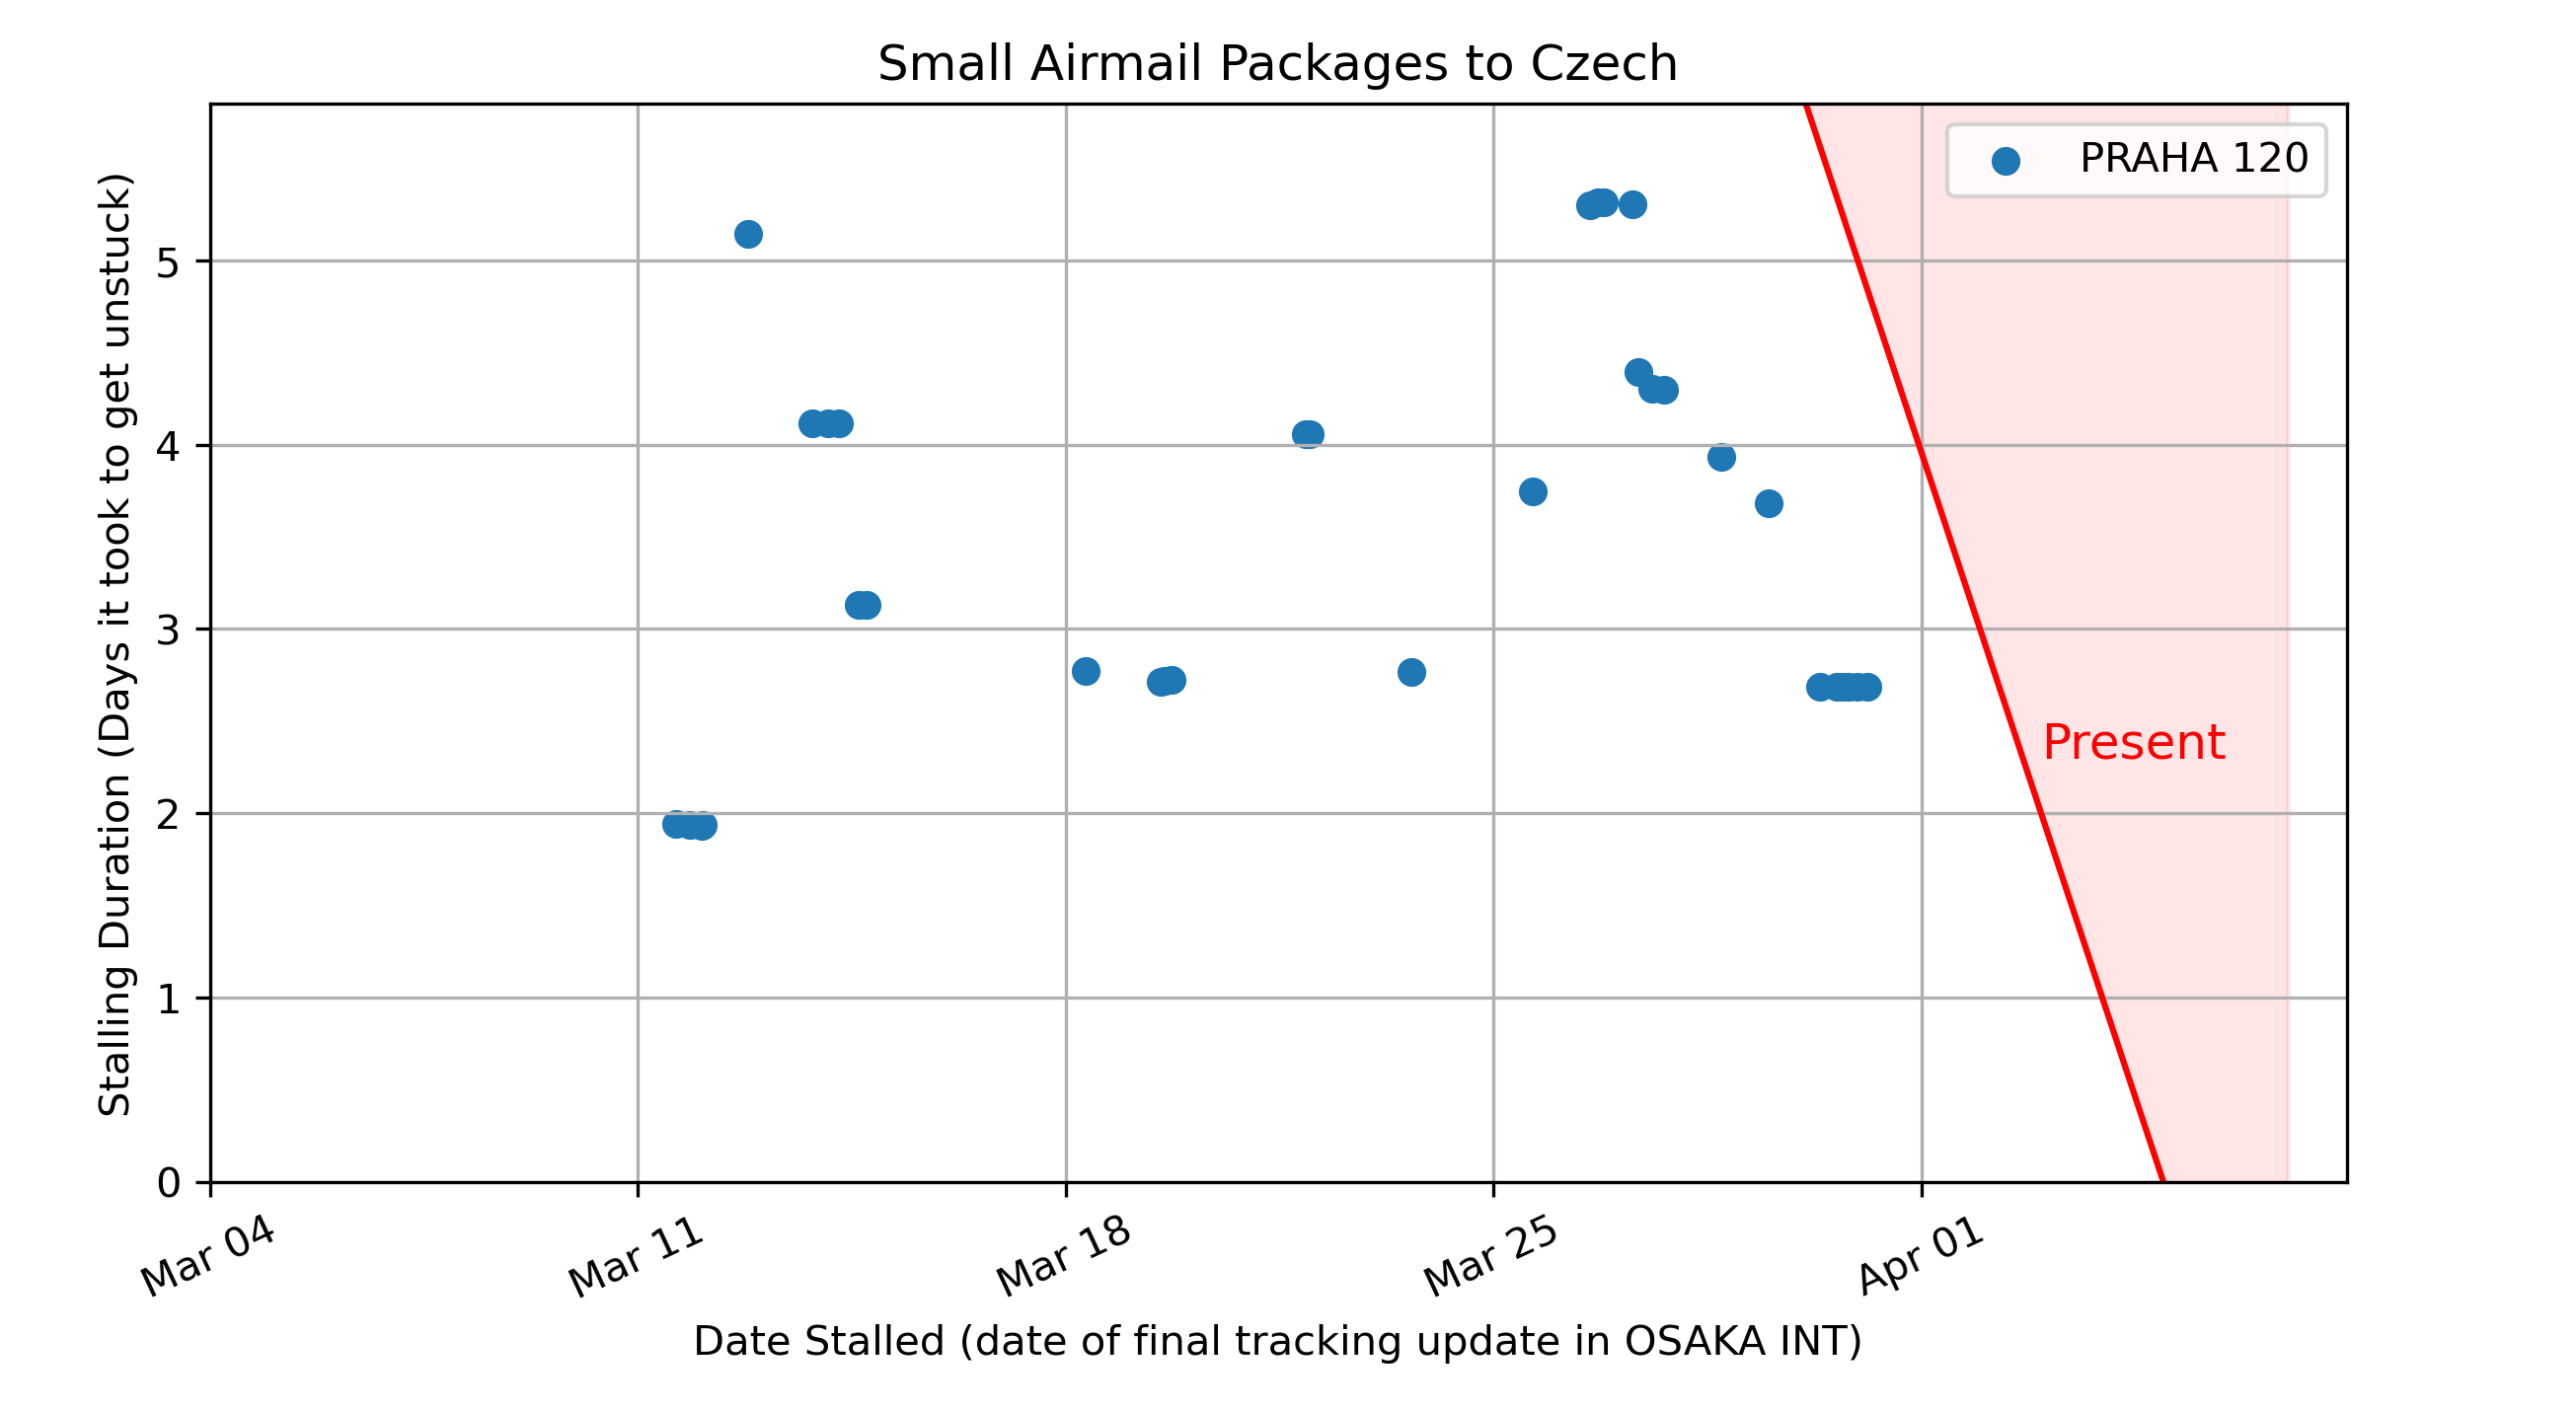 Small Airmail Packages to Czech
PRAHA 120
Stalling Duration (Days it took to get unstuck)
5
4
3
2
1
0
Present
Mar 04
Mar 11
Mar 18
Mar 25
Apr 01
Date Stalled (date of final tracking update in OSAKA INT)